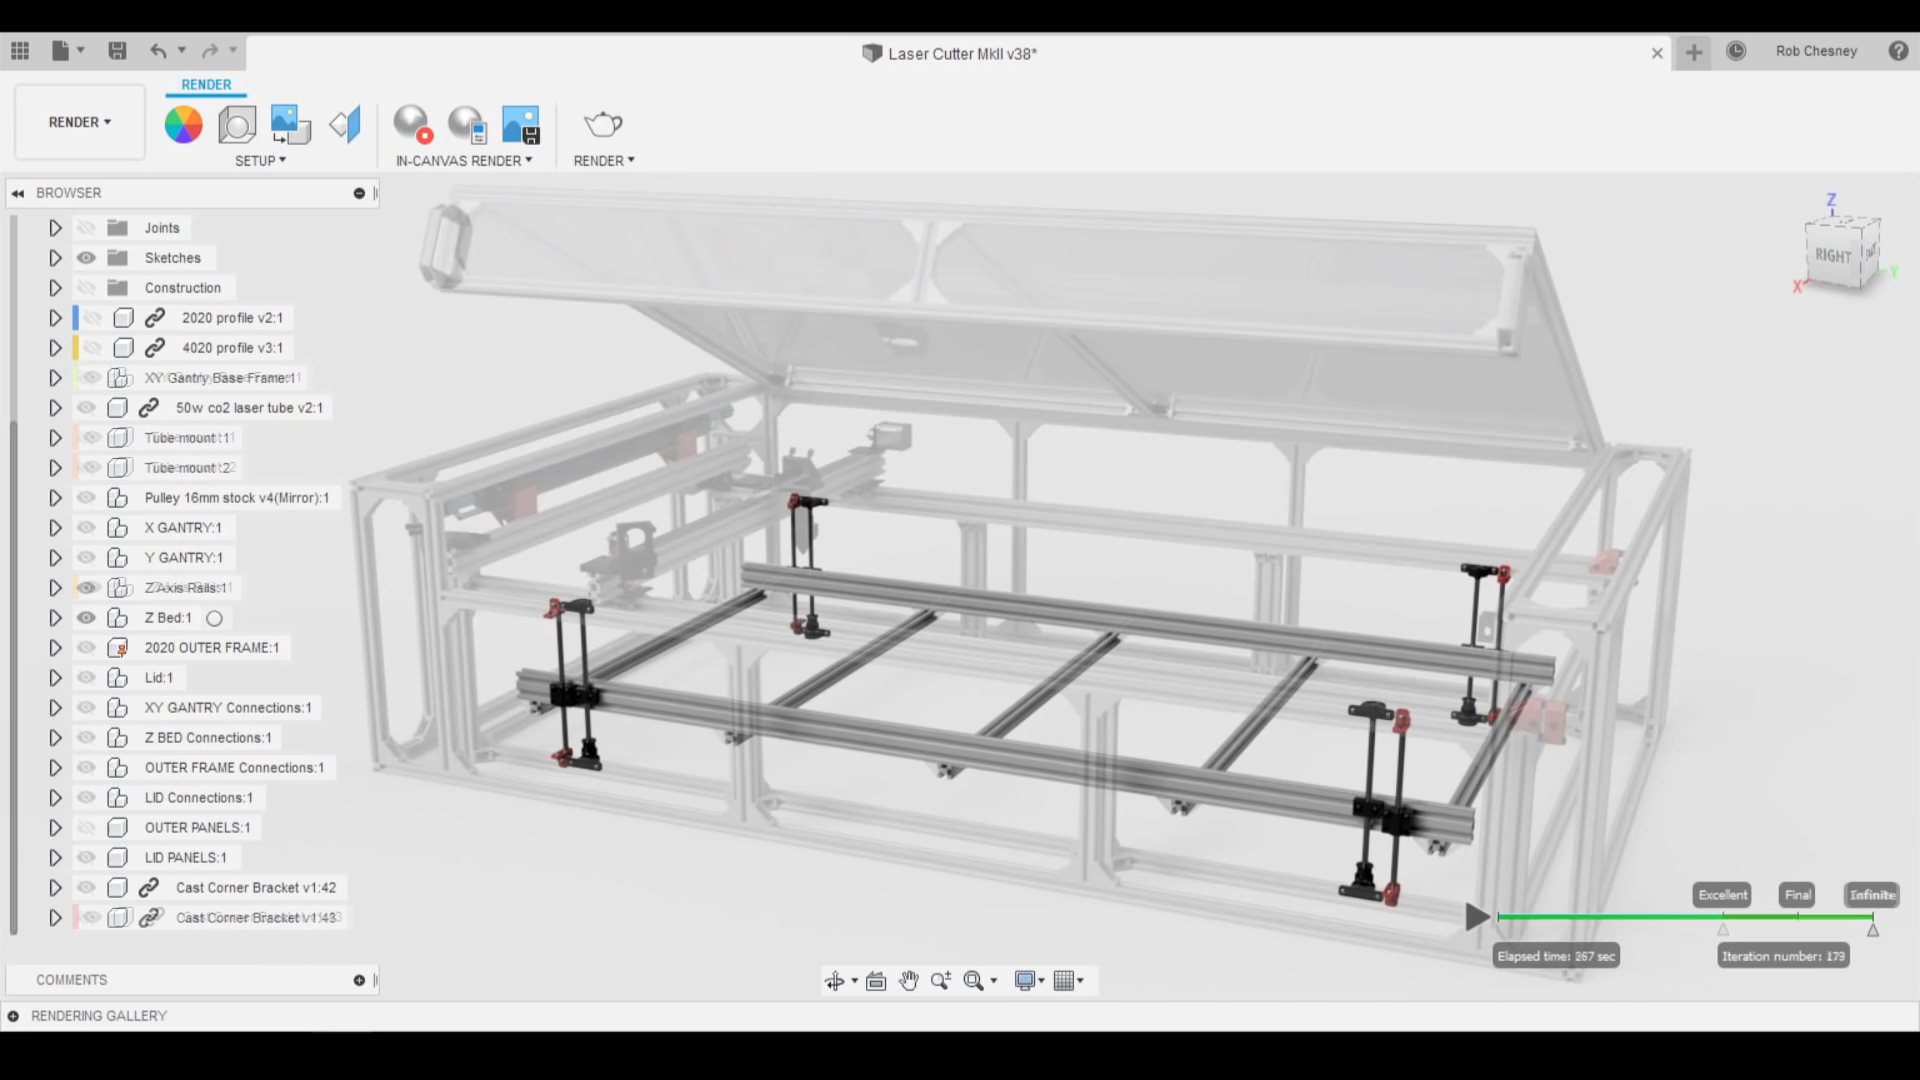 Laser Cutter MkII v38*
Rob Chesney
RENDER
RENDER
SETUP
IN-CANVAS RENDER
RENDER
BROWSER
Joints
Sketches
Construction
2020 profile v2:1
4020 profile v3:1
XY Gantry Base Frame:1
50w co2 laser tube v2:1
Tube mount:1
Tube mount:2
Pulley 16mm stock v4(Mirror):1
X GANTRY:1
Y GANTRY:1
Z Axis Rails:1
Z Bed:1
2020 OUTER FRAME:1
Lid:1
XY GANTRY Connections:1
Z BED Connections:1
OUTER FRAME Connections:1
LID Connections:1
OUTER PANELS:1
LID PANELS:1
Cast Corner Bracket v1:42
Cast Corner Bracket v1:43
Z
RIGHT
X
Y
Excellent
Final
Infinite
Elapsed time: 267 sec
Iteration number: 179
COMMENTS
RENDERING GALLERY